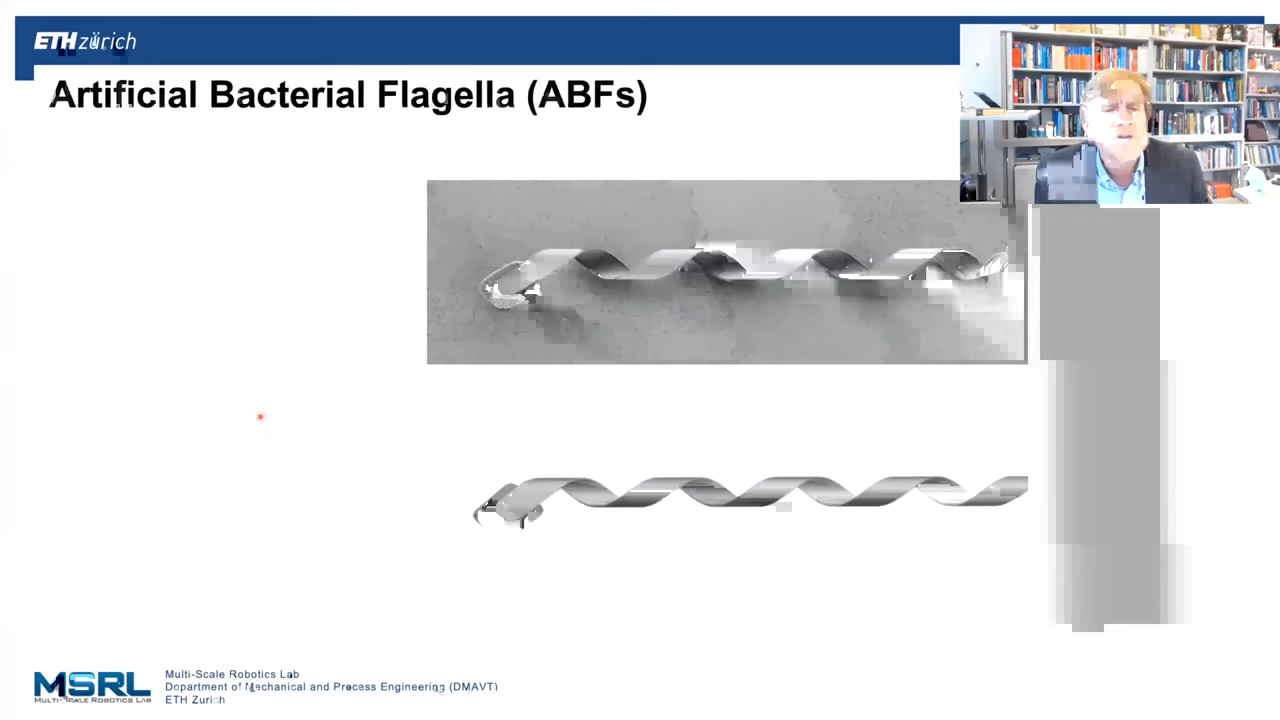 ETH zürich
Artificial Bacterial Flagella (ABFs)
MSRL
MULTI-SCALE ROBOTICS LAB
Multi-Scale Robotics Lab
Department of Mechanical and Process Engineering (DMAVT)
ETH Zurich